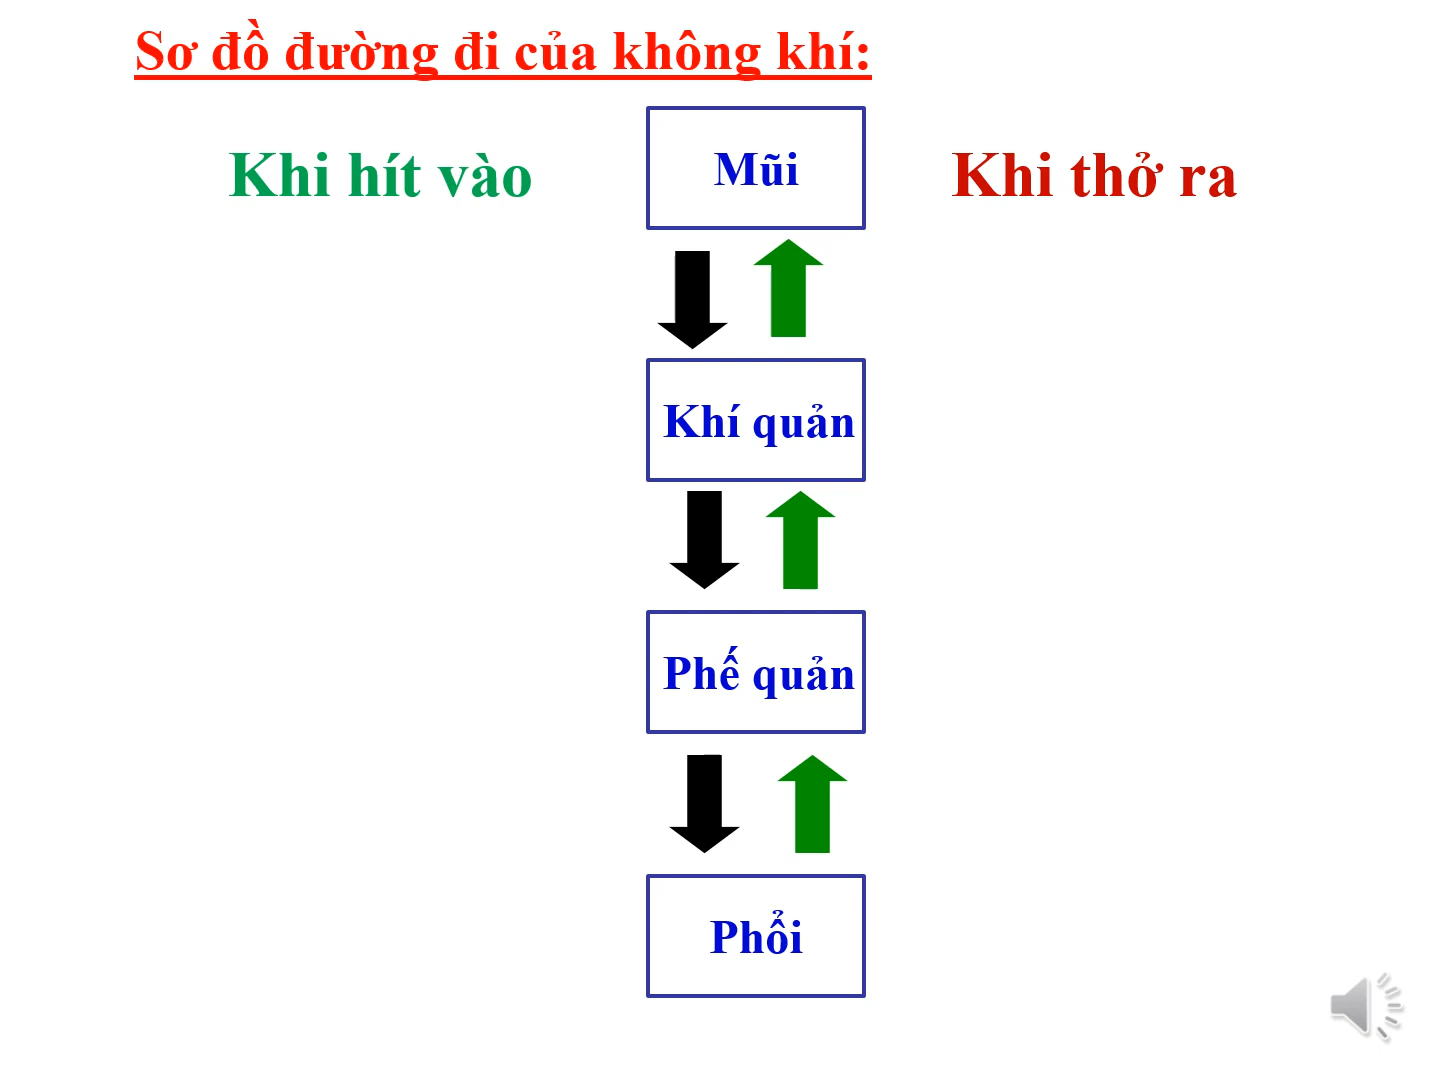 Sơ đồ đường đi của không khí:
Khi hít vào
Mũi
Khi thở ra
Khí quản
Phế quản
Phổi